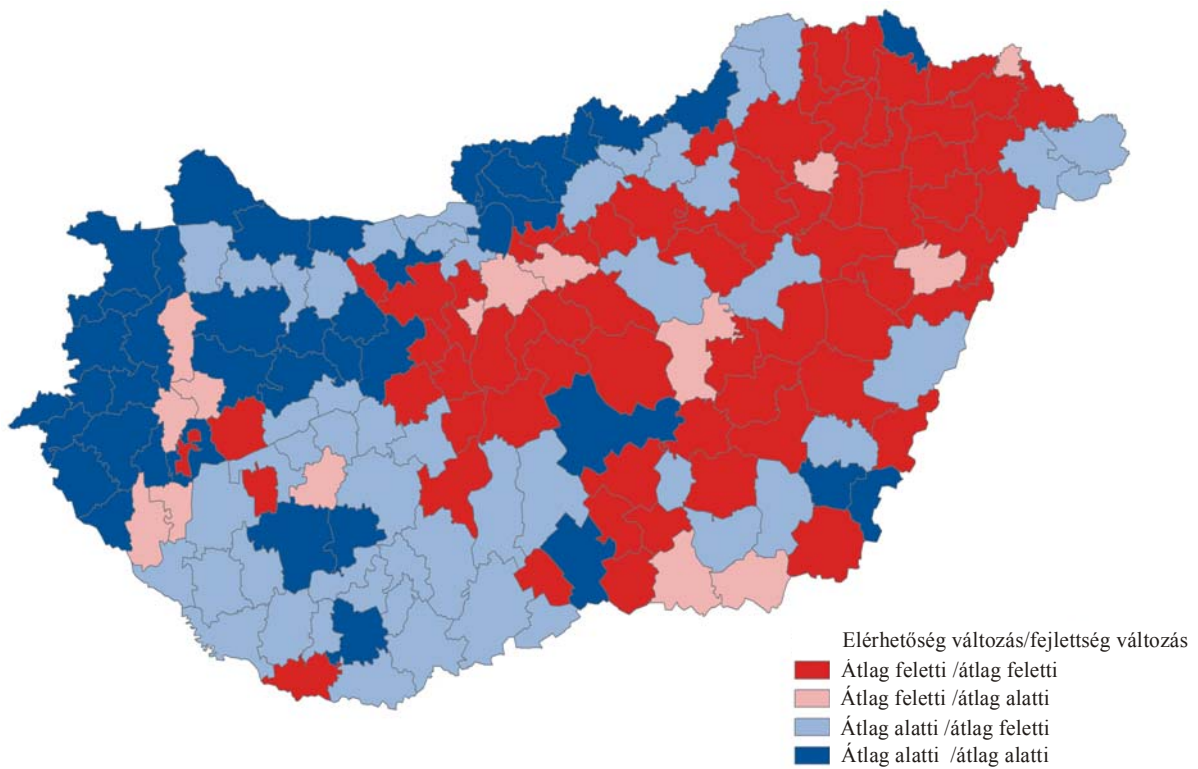 Elérhetőség változás/fejlettség változás
Átlag feletti /átlag feletti
Átlag feletti /átlag alatti
Átlag alatti /átlag feletti
Átlag alatti /átlag alatti